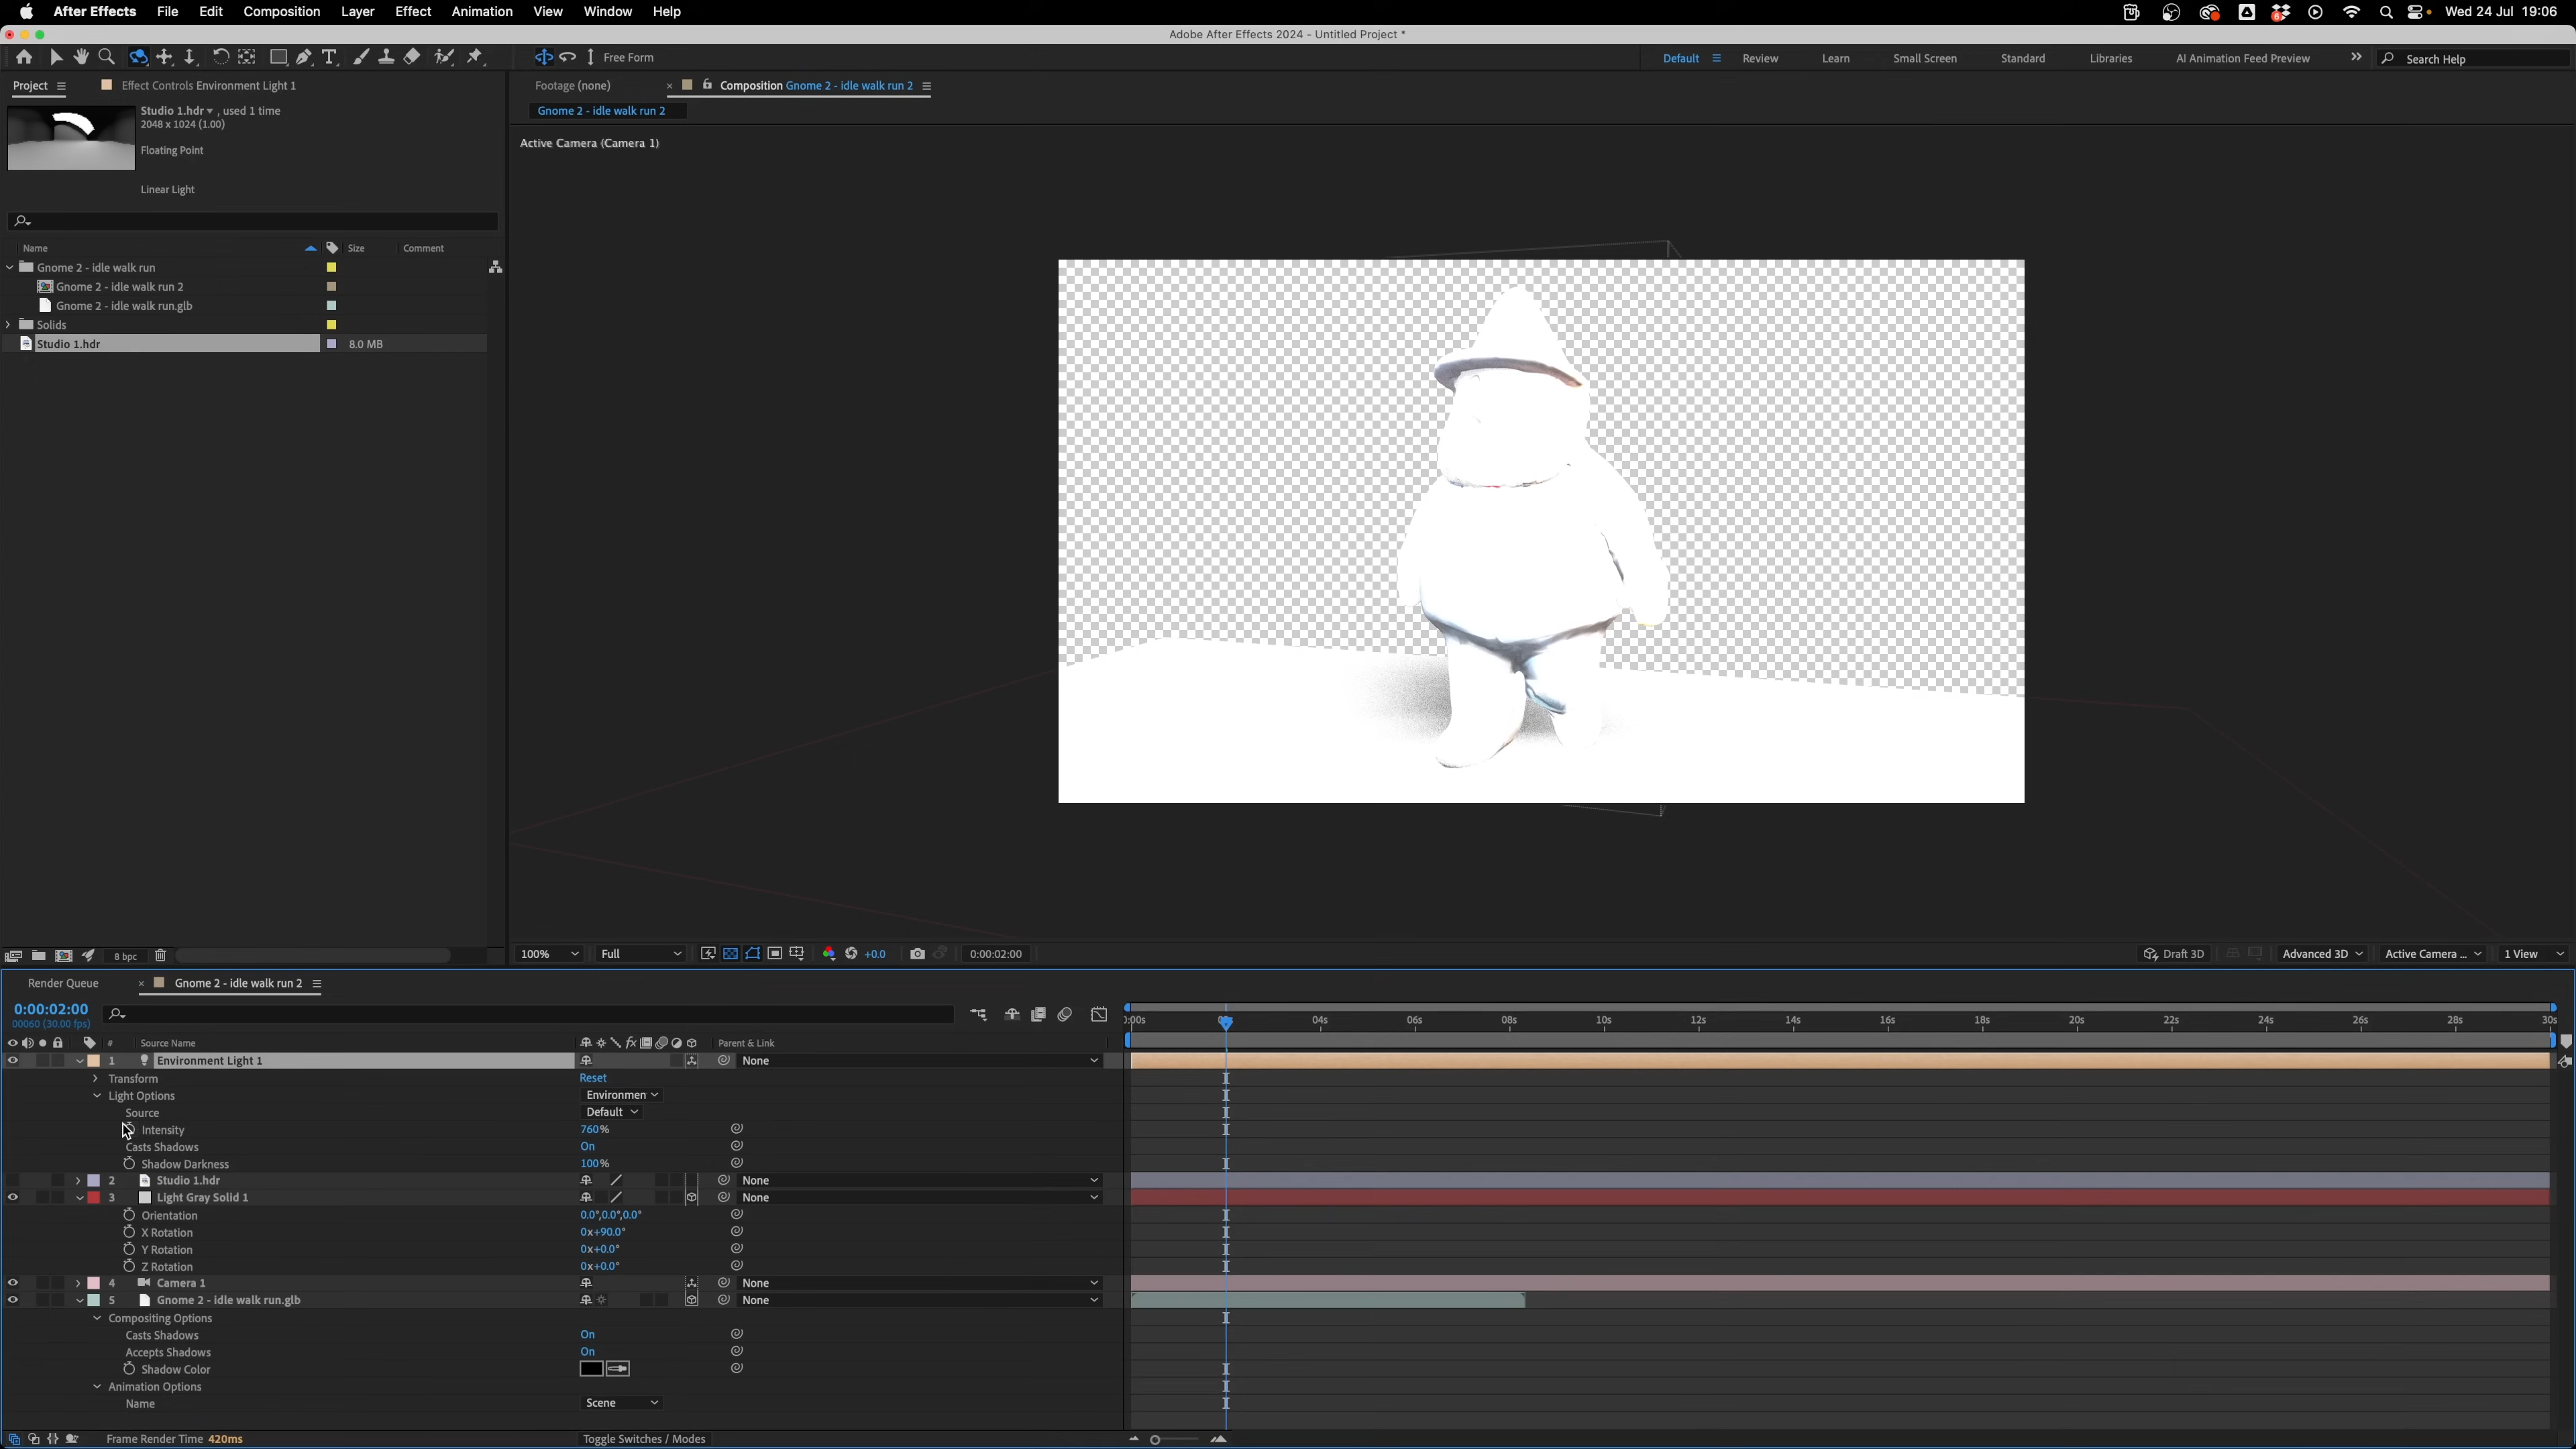 After Effects File Edit Composition Layer Effect Animation View Window Help Wed 24 Jul 19:06
Adobe After Effects 2024 - Untitled Project *
Free Form Default Review Learn Small Screen Standard Libraries AI Animation Feed Preview Search Help
Project Effect Controls Environment Light 1 Footage (none) Composition Gnome 2 - idle walk run 2
Studio 1.hdr , used 1 time
2048 x 1024 (1.00)
Floating Point
Linear Light
Gnome 2 - idle walk run 2
Active Camera (Camera 1)
Name Size Comment
Gnome 2 - idle walk run
Gnome 2 - idle walk run 2
Gnome 2 - idle walk run.glb
Solids
Studio 1.hdr 8.0 MB
8 bpc 100% Full +0.0 0:00:02:00 Draft 3D Advanced 3D Active Camera ... 1 View
Render Queue Gnome 2 - idle walk run 2
0:00:02:00
00060 (30.00 fps)
04s 06s 08s 10s 12s 14s 16s 18s 20s 22s 24s 26s 28s 30s
# Source Name Parent & Link
1 Environment Light 1 None
Transform Reset
Light Options Environmen
Source Default
Intensity 760%
Casts Shadows On
Shadow Darkness 100%
2 Studio 1.hdr None
3 Light Gray Solid 1 None
Orientation 0.0°,0.0°,0.0°
X Rotation 0x+90.0°
Y Rotation 0x+0.0°
Z Rotation 0x+0.0°
4 Camera 1 None
5 Gnome 2 - idle walk run.glb None
Compositing Options
Casts Shadows On
Accepts Shadows On
Shadow Color
Animation Options
Name Scene
Frame Render Time 420ms Toggle Switches / Modes